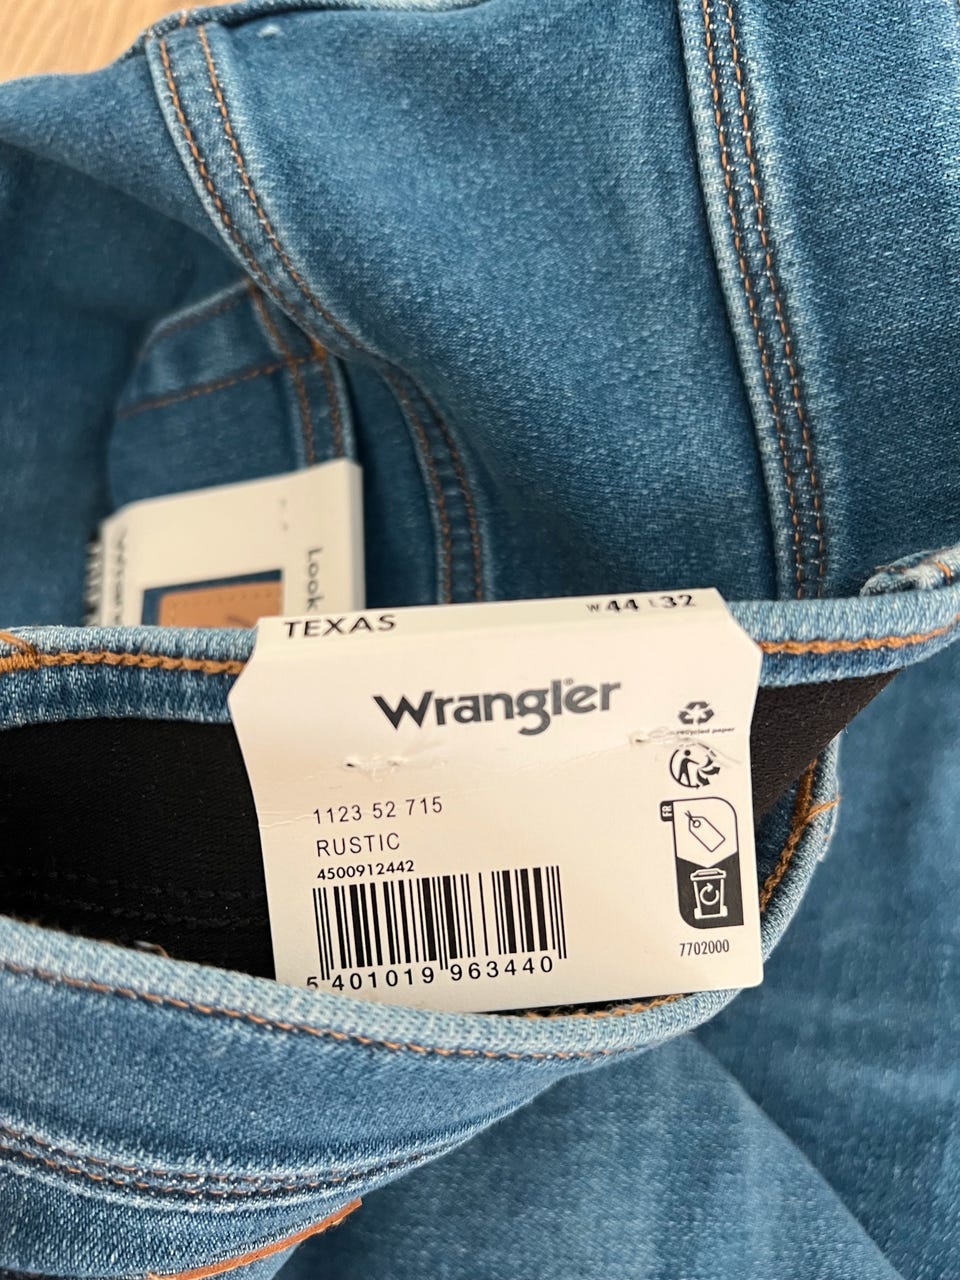 Look
TEXAS
W44 L32
Wrangler®
recycled paper
1123 52 715
RUSTIC
4500912442
FR
5 401019 963440
7702000